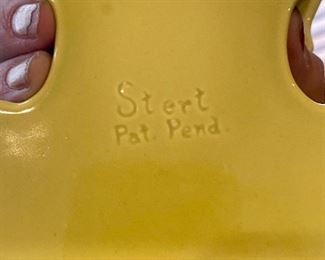 Stert
Pat. Pend.